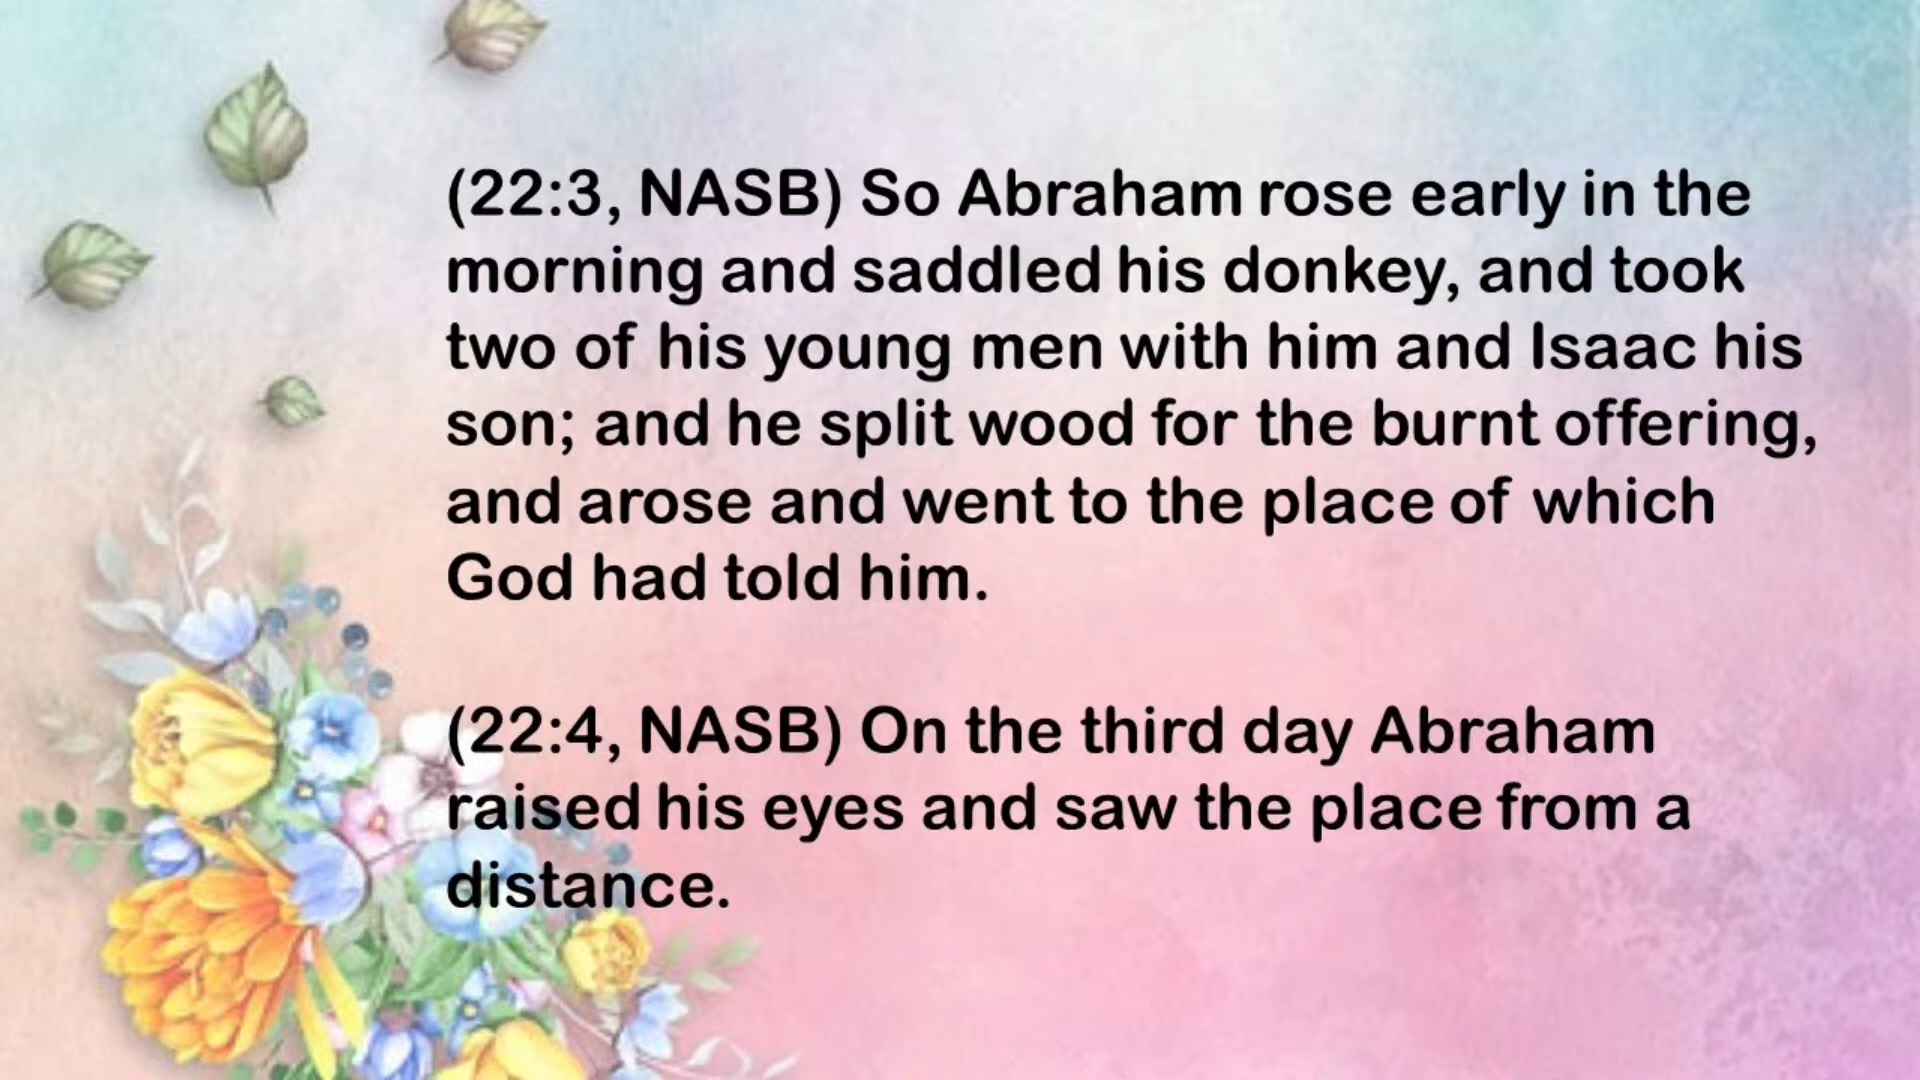 (22:3, NASB) So Abraham rose early in the
morning and saddled his donkey, and took
two of his young men with him and Isaac his
son; and he split wood for the burnt offering,
and arose and went to the place of which
God had told him.
(22:4, NASB) On the third day Abraham
raised his eyes and saw the place from a
distance.